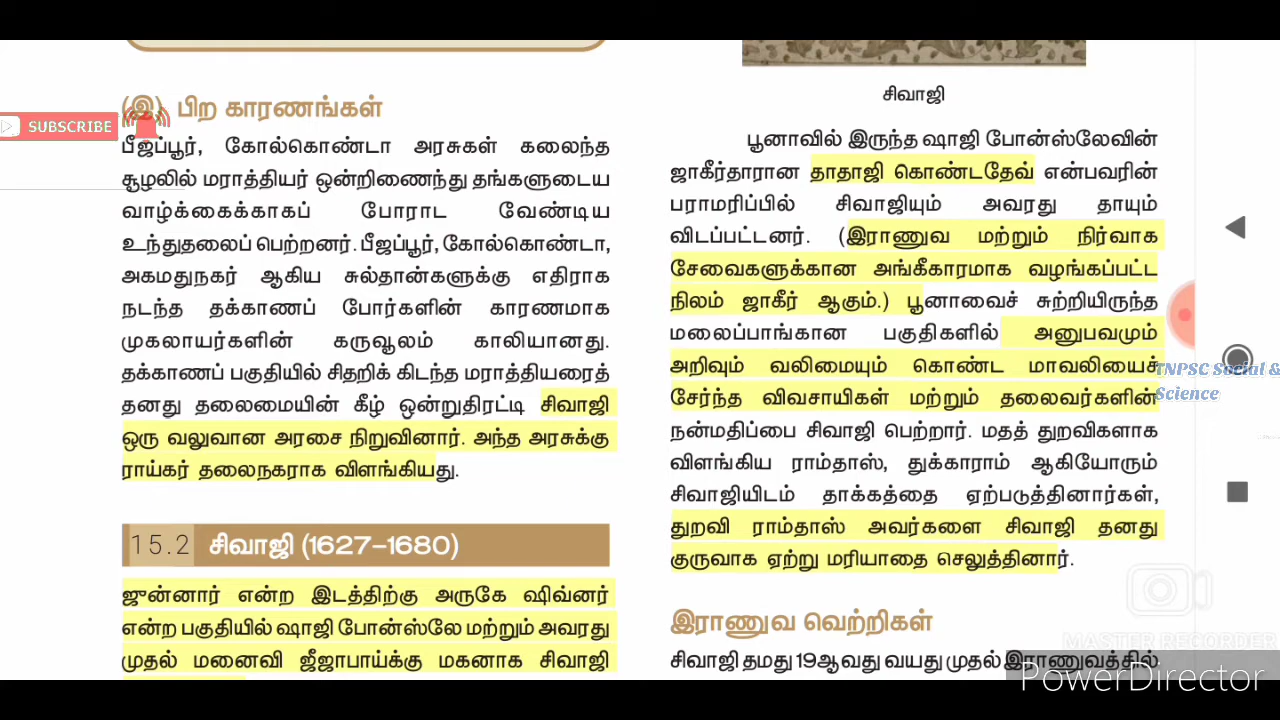 (இ) பிற காரணங்கள்
SUBSCRIBE
பீஜப்பூர், கோல்கொண்டா அரசுகள் கலைந்த
சூழலில் மராத்தியர் ஒன்றிணைந்து தங்களுடைய
வாழ்க்கைக்காகப் போராட வேண்டிய
உந்துதலைப் பெற்றனர். பீஜப்பூர், கோல்கொண்டா,
அகமதுநகர் ஆகிய சுல்தான்களுக்கு எதிராக
நடந்த தக்காணப் போர்களின் காரணமாக
முகலாயர்களின் கருவூலம் காலியானது.
தக்காணப் பகுதியில் சிதறிக் கிடந்த மராத்தியரைத்
தனது தலைமையின் கீழ் ஒன்றுதிரட்டி சிவாஜி
ஒரு வலுவான அரசை நிறுவினார். அந்த அரசுக்கு
ராய்கர் தலைநகராக விளங்கியது.
15.2 சிவாஜி (1627–1680)
ஜுன்னார் என்ற இடத்திற்கு அருகே ஷிவ்னர்
என்ற பகுதியில் ஷாஜி போன்ஸ்லே மற்றும் அவரது
முதல் மனைவி ஜீஜாபாய்க்கு மகனாக சிவாஜி
சிவாஜி
பூனாவில் இருந்த ஷாஜி போன்ஸ்லேவின்
ஜாகீர்தாரான தாதாஜி கொண்டதேவ் என்பவரின்
பராமரிப்பில் சிவாஜியும் அவரது தாயும்
விடப்பட்டனர். (இராணுவ மற்றும் நிர்வாக
சேவைகளுக்கான அங்கீகாரமாக வழங்கப்பட்ட
நிலம் ஜாகீர் ஆகும்.) பூனாவைச் சுற்றியிருந்த
மலைப்பாங்கான பகுதிகளில் அனுபவமும்
அறிவும் வலிமையும் கொண்ட மாவலியைச்
சேர்ந்த விவசாயிகள் மற்றும் தலைவர்களின்
நன்மதிப்பை சிவாஜி பெற்றார். மதத் துறவிகளாக
விளங்கிய ராம்தாஸ், துக்காராம் ஆகியோரும்
சிவாஜியிடம் தாக்கத்தை ஏற்படுத்தினார்கள்,
துறவி ராம்தாஸ் அவர்களை சிவாஜி தனது
குருவாக ஏற்று மரியாதை செலுத்தினார்.
இராணுவ வெற்றிகள்
சிவாஜி தமது 19ஆவது வயது முதல் இராணுவத்தில்
TNPSC Social &
Science
MASTER RECORDER
PowerDirector